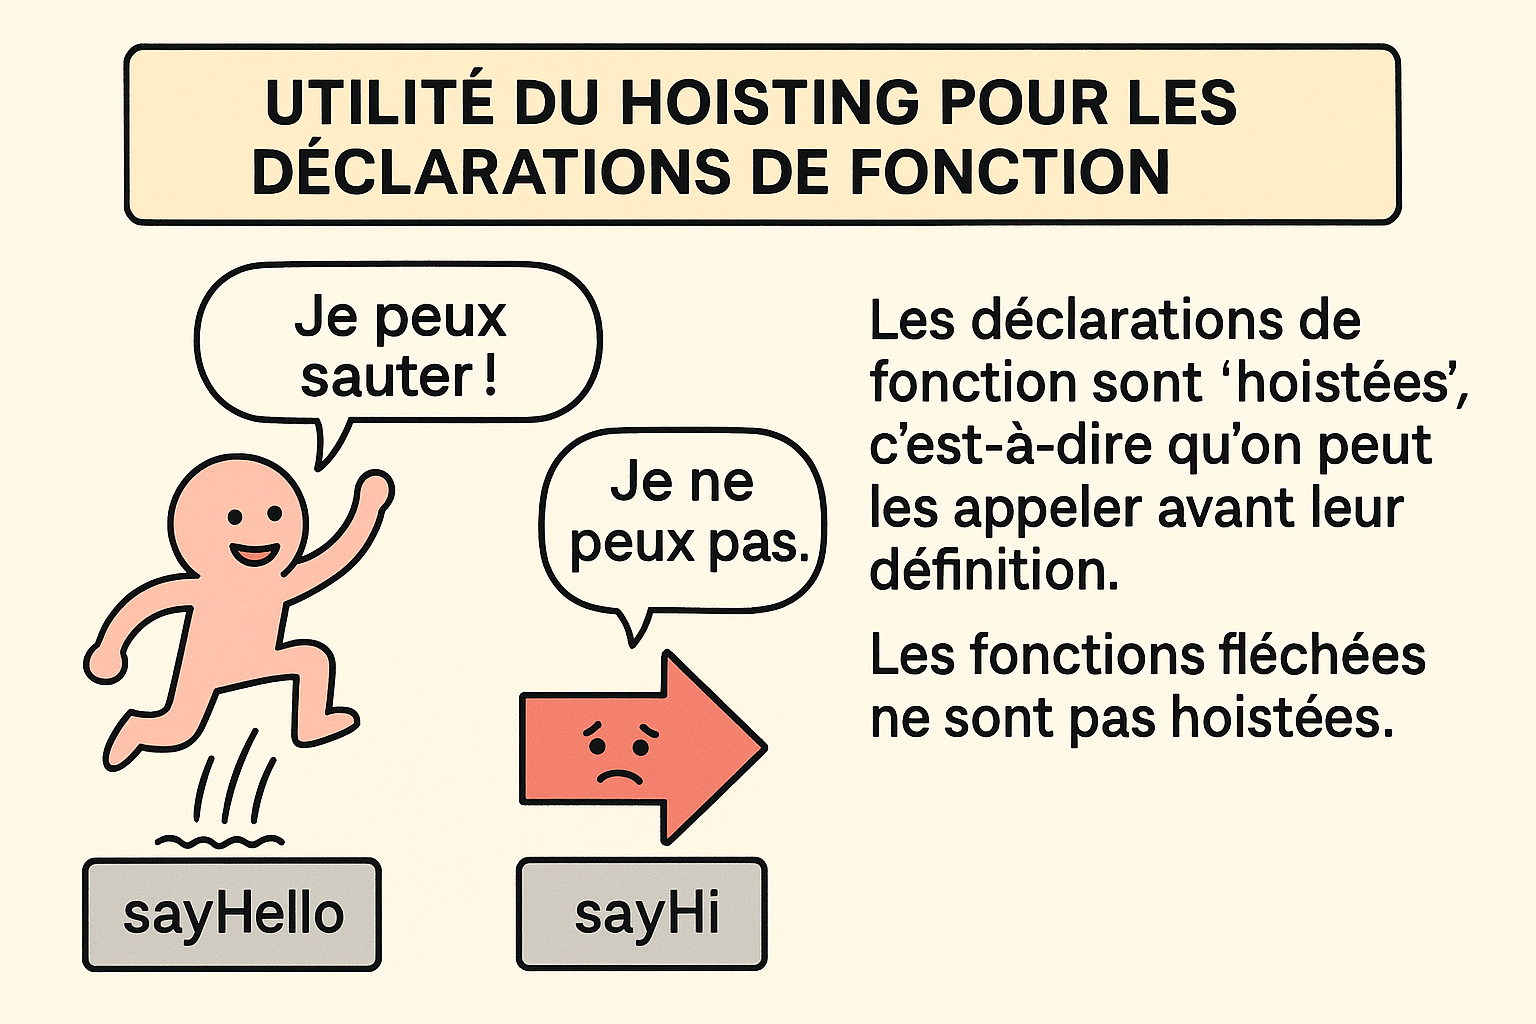 UTILITÉ DU HOISTING POUR LES
DÉCLARATIONS DE FONCTION
Je peux
sauter !
Je ne
peux pas.
Les déclarations de
fonction sont ‘hoistées’,
c’est-à-dire qu’on peut
les appeler avant leur
définition.
Les fonctions fléchées
ne sont pas hoistées.
sayHello
sayHi